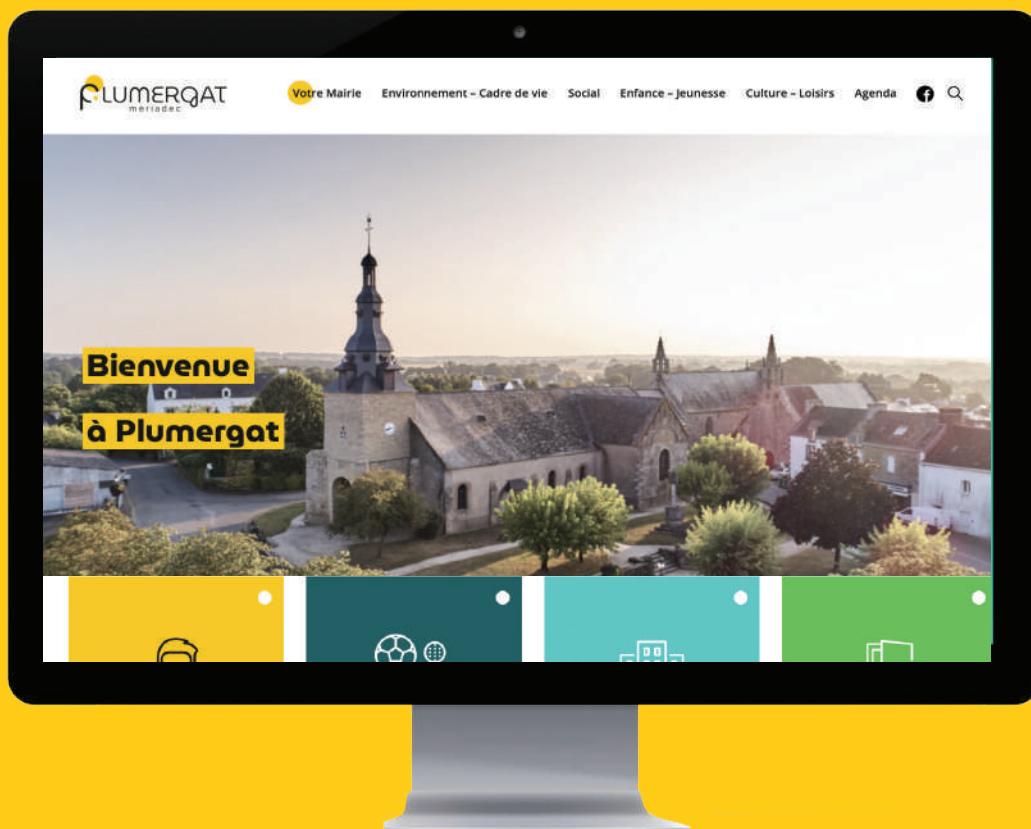 PLUMERGAT
meriadec
Votre Mairie Environnement – Cadre de vie Social Enfance – Jeunesse Culture – Loisirs Agenda
Bienvenue
à Plumergat